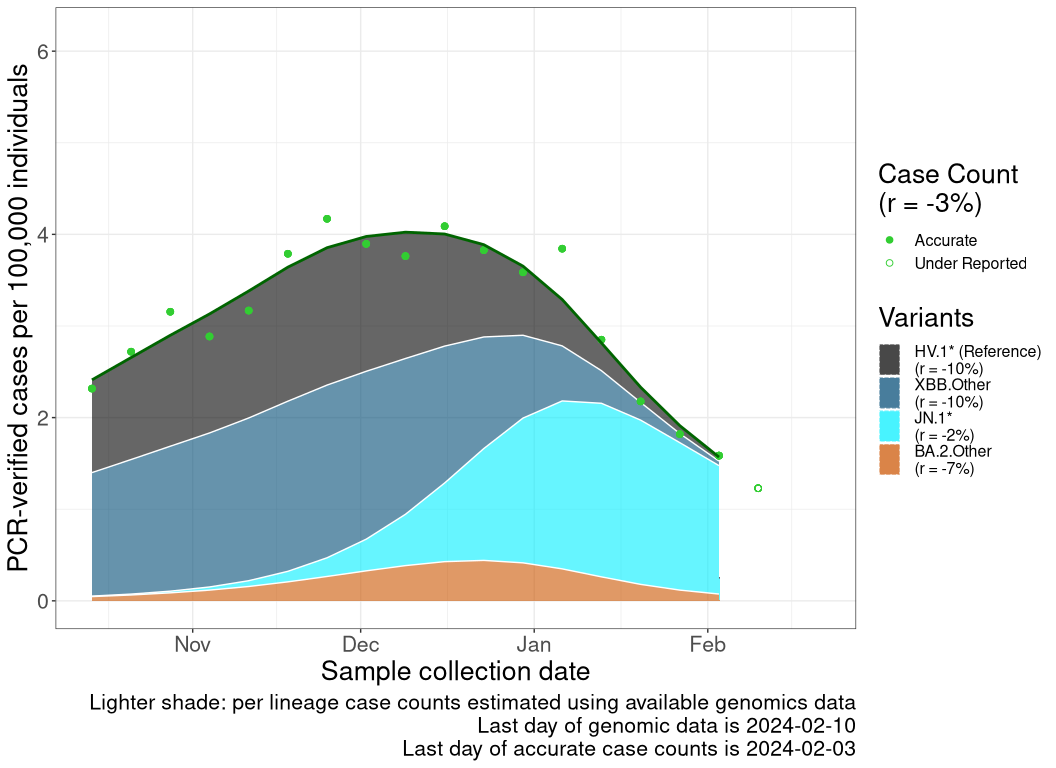 PCR-verified cases per 100,000 individuals
6
4
2
0
Nov Dec Jan Feb
Sample collection date
Lighter shade: per lineage case counts estimated using available genomics data
Last day of genomic data is 2024-02-10
Last day of accurate case counts is 2024-02-03
Case Count
(r = -3%)
Accurate
Under Reported
Variants
HV.1* (Reference)
(r = -10%)
XBB.Other
(r = -10%)
JN.1*
(r = -2%)
BA.2.Other
(r = -7%)